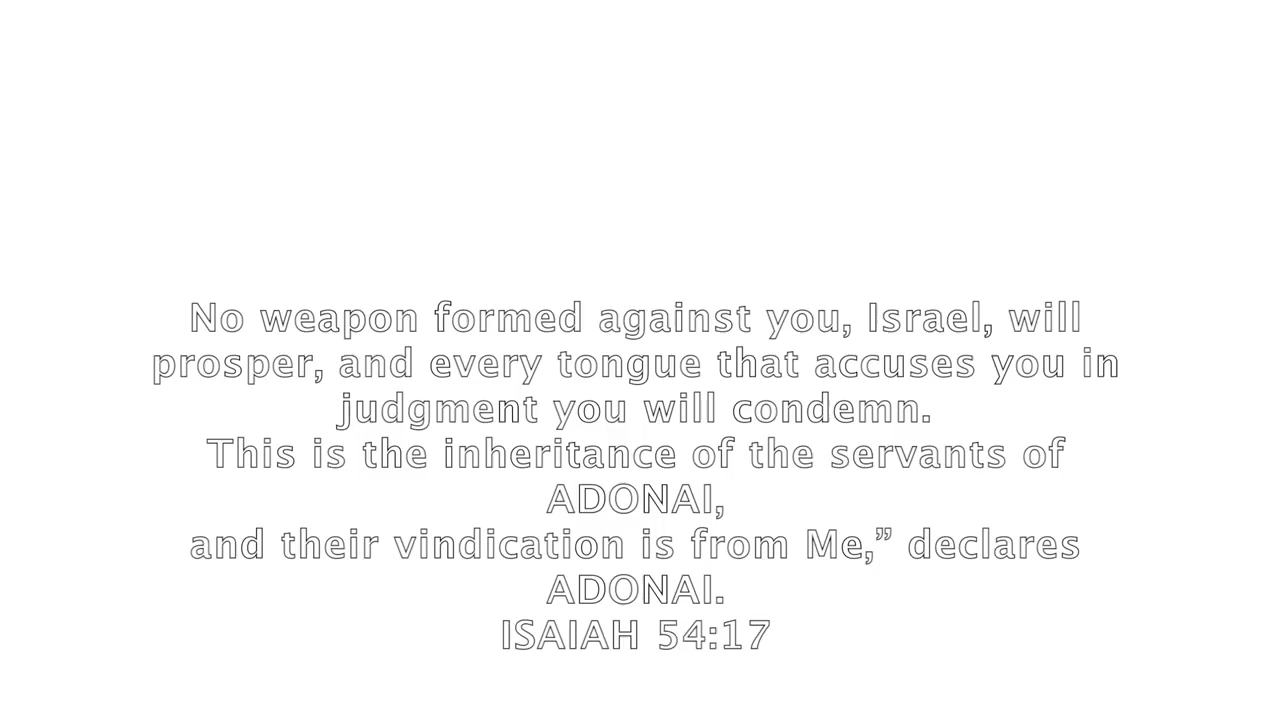 No weapon formed against you, Israel, will
prosper, and every tongue that accuses you in
judgment you will condemn.
This is the inheritance of the servants of
ADONAI,
and their vindication is from Me,” declares
ADONAI.
ISAIAH 54:17